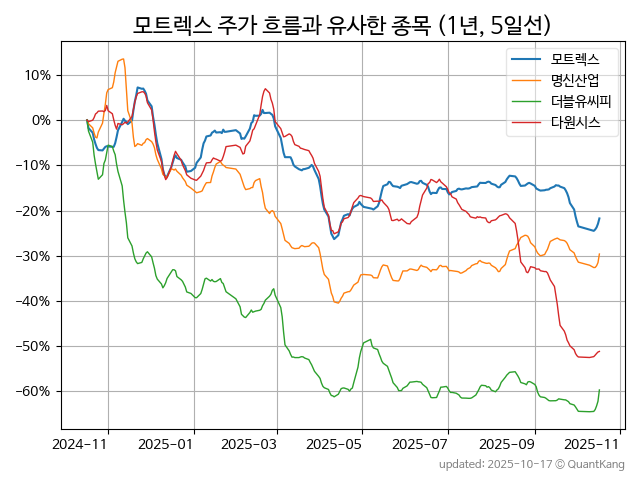 모트렉스 주가 흐름과 유사한 종목 (1년, 5일선)
모트렉스
명신산업
더블유씨피
다원시스
10%
0%
−10%
−20%
−30%
−40%
−50%
−60%
2024-11
2025-01
2025-03
2025-05
2025-07
2025-09
2025-11
updated: 2025-10-17 © QuantKang